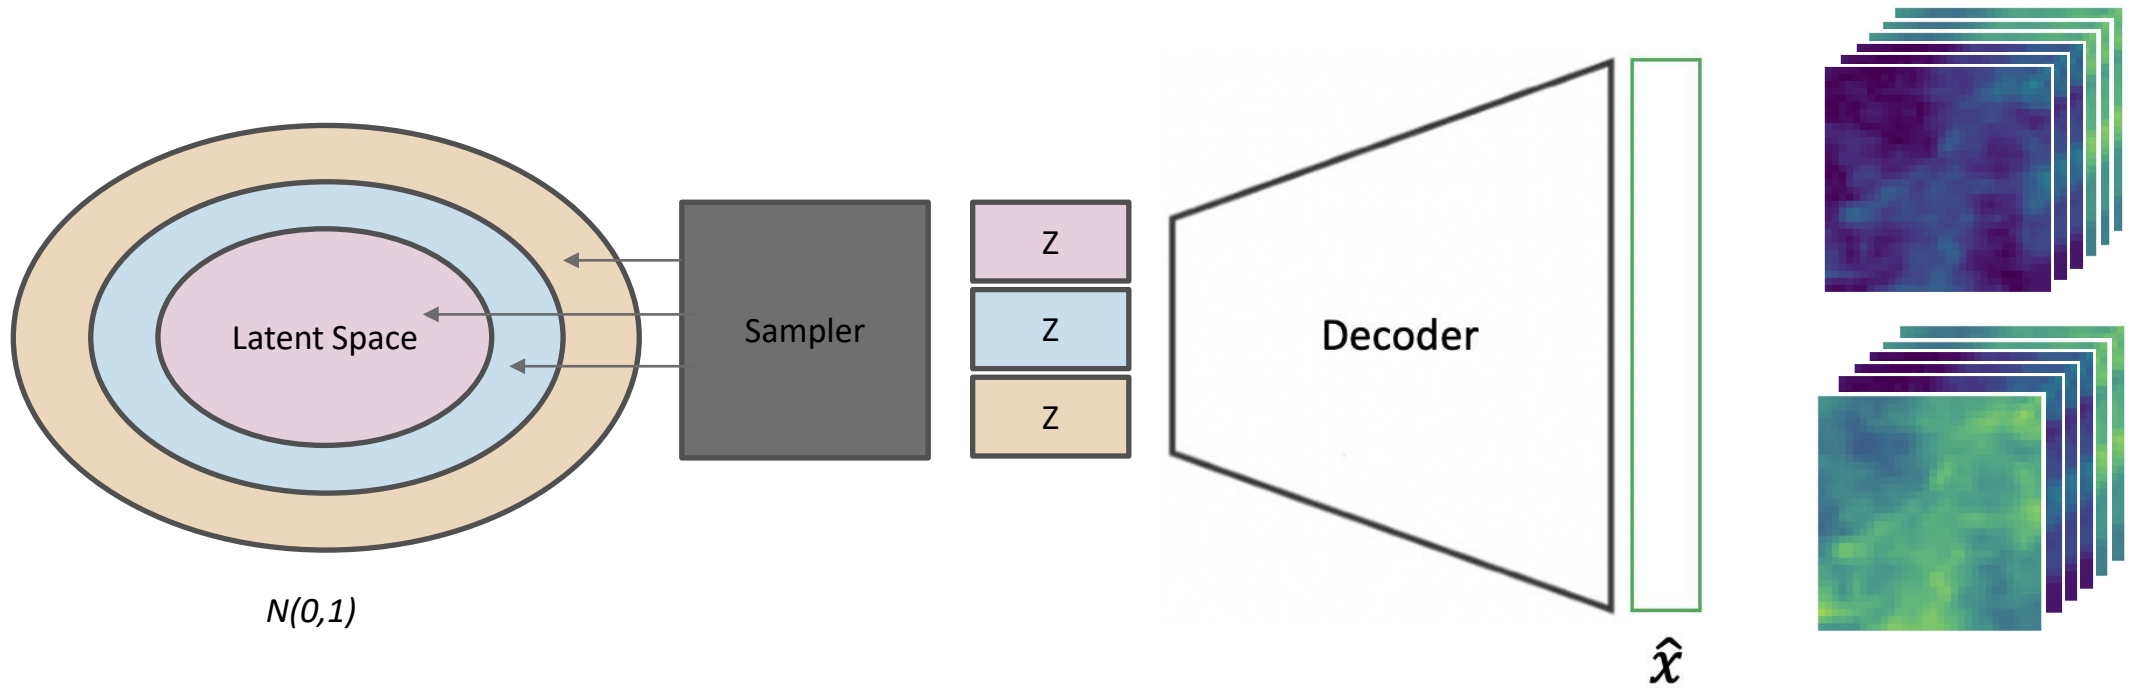 Latent Space
N(0,1)
Sampler
Z
Z
Z
Decoder
x̂